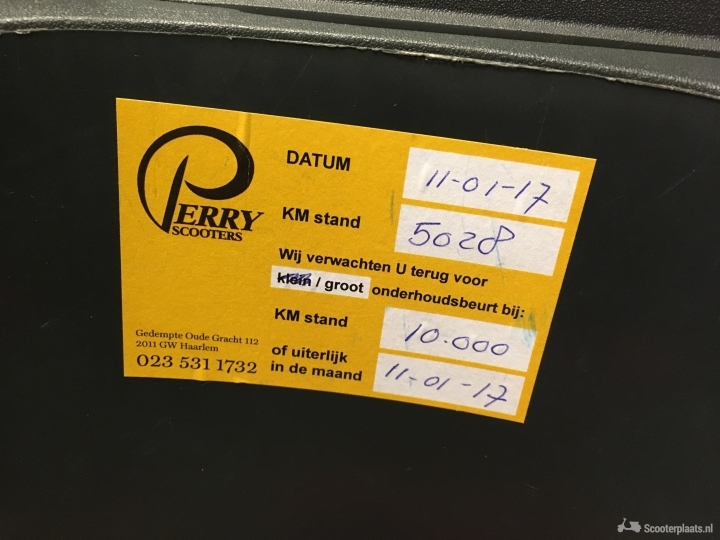 PERRY
SCOOTERS
DATUM 11-01-17
KM stand 5028
Wij verwachten U terug voor
klein / groot onderhoudsbeurt bij:
KM stand 10.000
of uiterlijk
in de maand 11-01-17
Gedempte Oude Gracht 112
2011 GW Haarlem
023 531 1732
Scooterplaats.nl